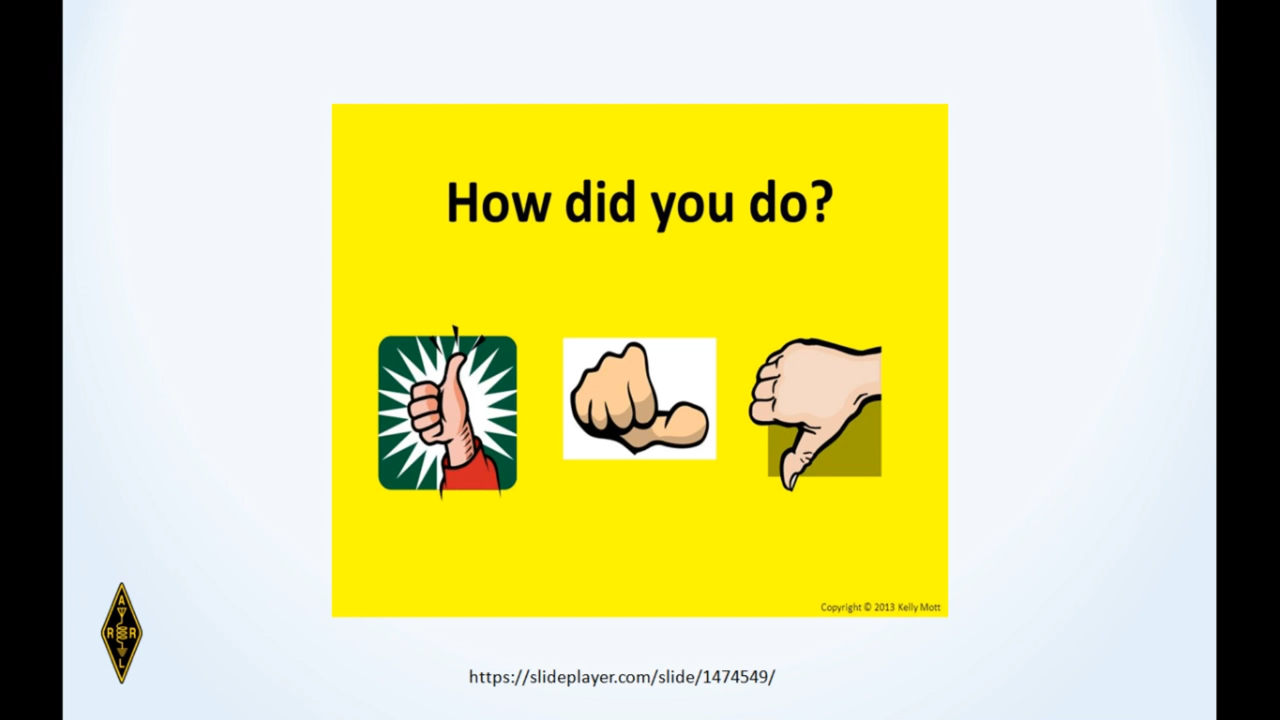 How did you do?
Copyright © 2013 Kelly Mott
A
R R
L
https://slideplayer.com/slide/1474549/